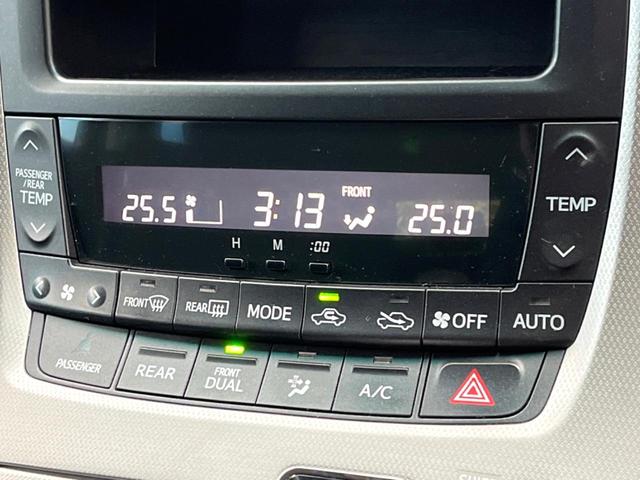 PASSENGER
/REAR
TEMP
25.5
3:13
FRONT
25.0
TEMP
H
M
:00
FRONT
REAR
MODE
OFF
AUTO
PASSENGER
REAR
FRONT
DUAL
A/C